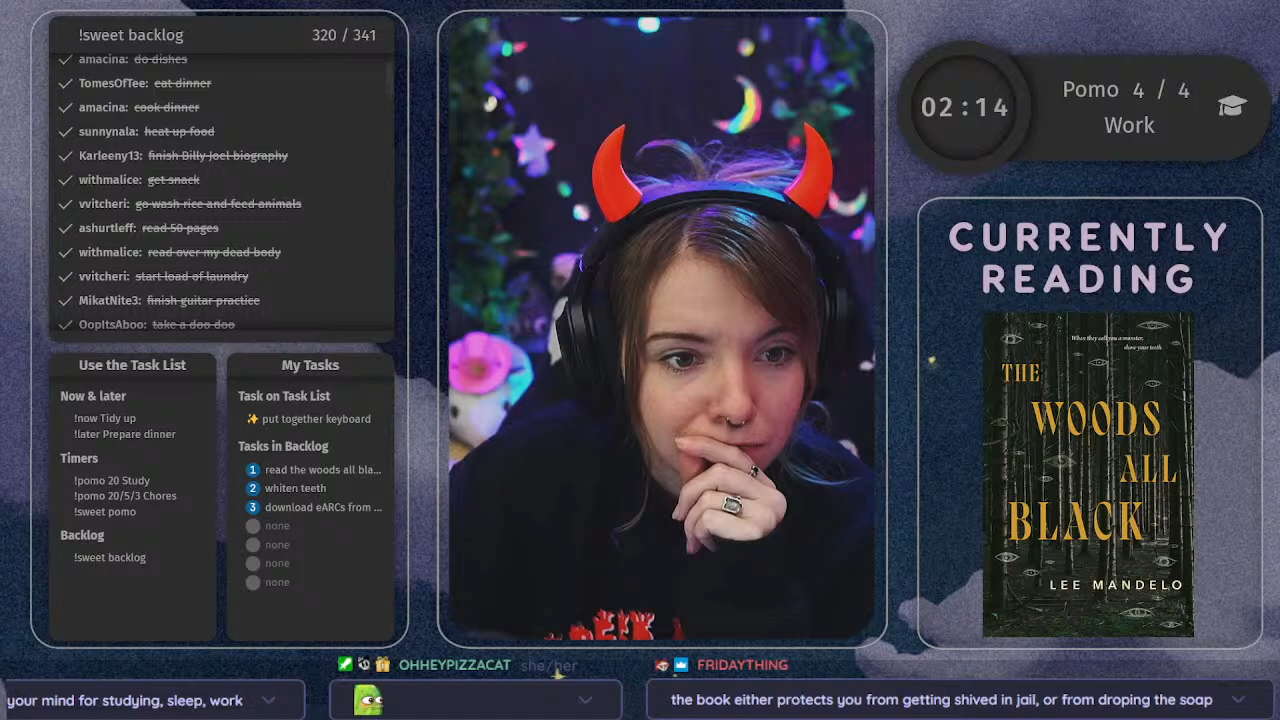 !sweet backlog 320 / 341
amacina: do dishes
TomesOfTee: eat dinner
amacina: cook dinner
sunnynala: heat up food
Karleeny13: finish Billy Joel biography
withmalice: get snack
vvitcheri: go wash rice and feed animals
ashurtleff: read 50 pages
withmalice: read over my dead body
vvitcheri: start load of laundry
MikatNite3: finish guitar practice
OopItsAboo: take a doo doo
Use the Task List
Now & later
!now Tidy up
!later Prepare dinner
Timers
!pomo 20 Study
!pomo 20/5/3 Chores
!sweet pomo
Backlog
!sweet backlog
My Tasks
Task on Task List
✨ put together keyboard
Tasks in Backlog
1 read the woods all bla...
2 whiten teeth
3 download eARCs from ...
none
none
none
none
02:14
Pomo 4 / 4
Work
CURRENTLY
READING
When they call you a monster,
show your teeth
THE
WOODS
ALL
BLACK
LEE MANDELO
your mind for studying, sleep, work
OHHEYPIZZACAT she/her
FRIDAYTHING
the book either protects you from getting shived in jail, or from droping the soap